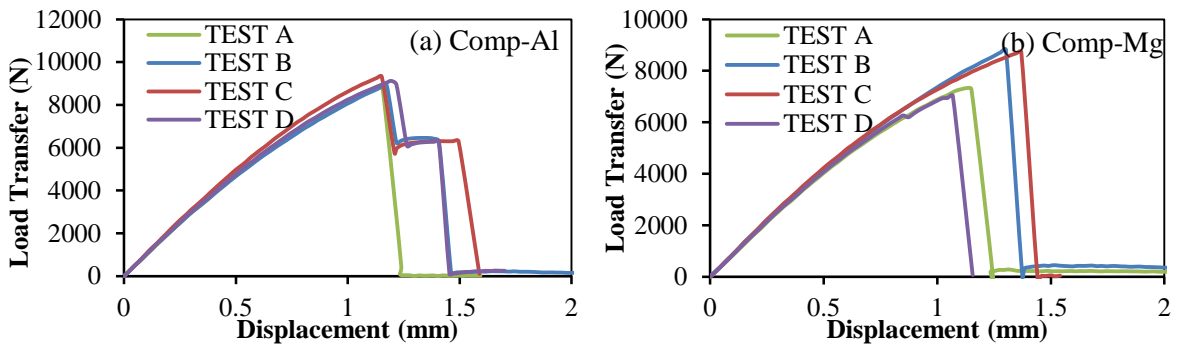 12000
10000
8000
6000
4000
2000
0
Load Transfer (N)
TEST A
TEST B
TEST C
TEST D
(a) Comp-Al
0
0.5
1
1.5
2
Displacement (mm)
10000
8000
6000
4000
2000
0
Load Transfer (N)
TEST A
TEST B
TEST C
TEST D
(b) Comp-Mg
0
0.5
1
1.5
2
Displacement (mm)